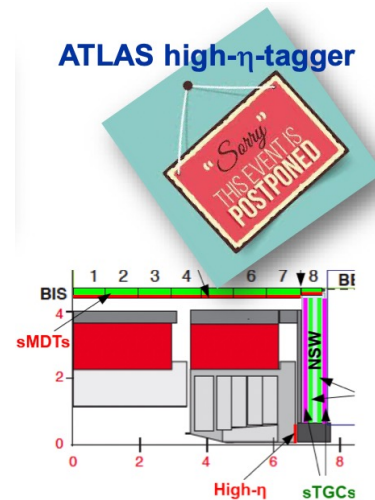 ATLAS high-η-tagger
"Sorry"
THIS EVENT IS
POSTPONED
1 2 3 4 6 7 8
BIS
4
sMDTs
NSW
2
0
0 2 4 6 8
High-η
sTGCs